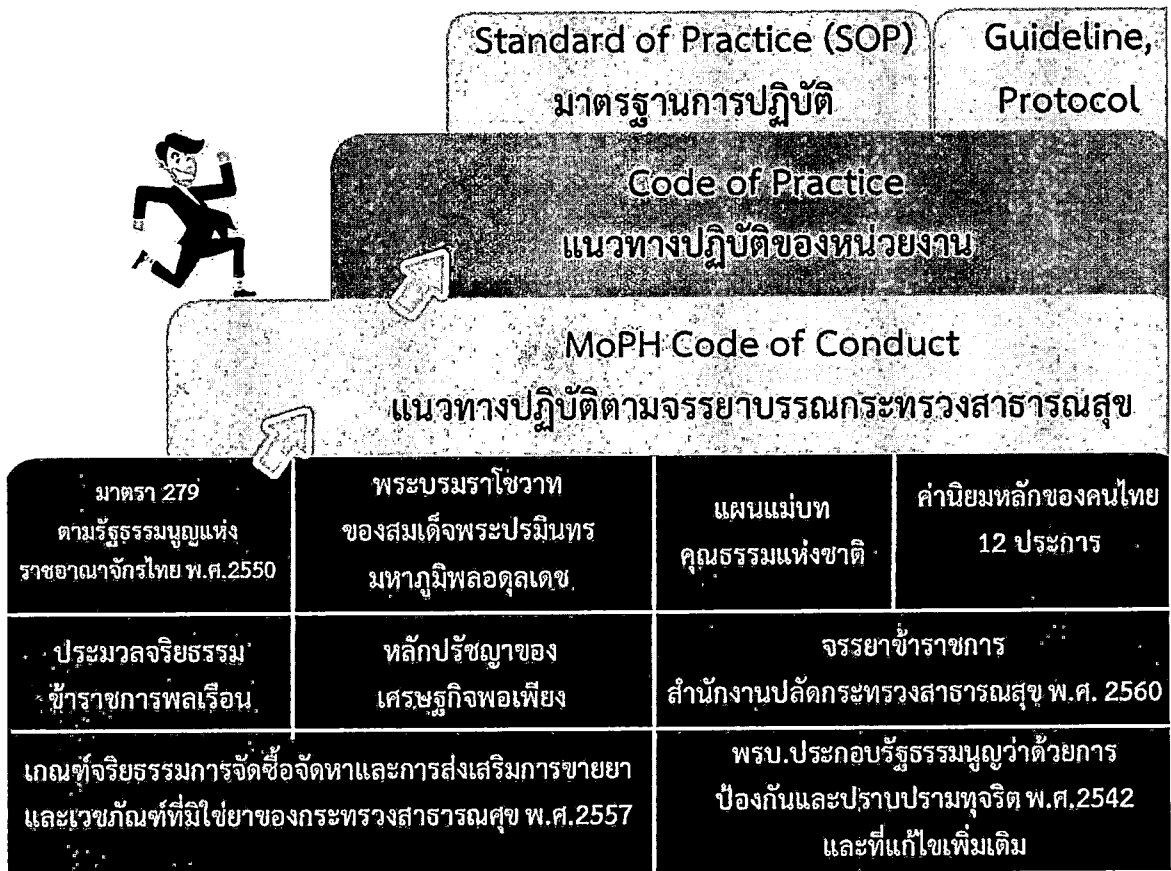 Standard of Practice (SOP)
มาตรฐานการปฏิบัติ
Guideline,
Protocol
Code of Practice
แนวทางปฏิบัติของหน่วยงาน
MoPH Code of Conduct
แนวทางปฏิบัติตามจรรยาบรรณกระทรวงสาธารณสุข
มาตรา 279
ตามรัฐธรรมนูญแห่ง
ราชอาณาจักรไทย พ.ศ.2550
พระบรมราโชวาท
ของสมเด็จพระปรมินทร
มหาภูมิพลอดุลเดช
แผนแม่บท
คุณธรรมแห่งชาติ
ค่านิยมหลักของคนไทย
12 ประการ
ประมวลจริยธรรม
ข้าราชการพลเรือน
หลักปรัชญาของ
เศรษฐกิจพอเพียง
จรรยาข้าราชการ
สำนักงานปลัดกระทรวงสาธารณสุข พ.ศ. 2560
เกณฑ์จริยธรรมการจัดซื้อจัดหาและการส่งเสริมการขายยา
และเวชภัณฑ์ที่มิใช่ยาของกระทรวงสาธารณศุข พ.ศ.2557
พรบ.ประกอบรัฐธรรมนูญว่าด้วยการ
ป้องกันและปราบปรามทุจริต พ.ศ.2542
และที่แก้ไขเพิ่มเติม